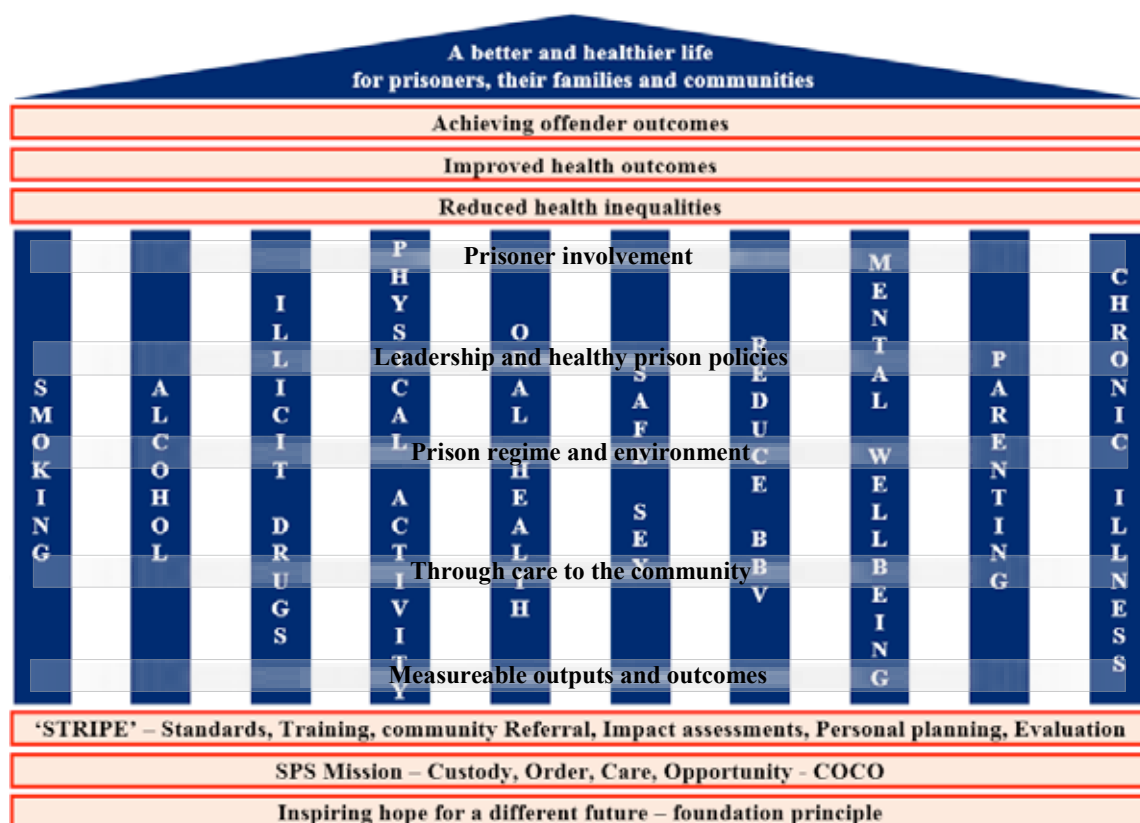 A better and healthier life
for prisoners, their families and communities
Achieving offender outcomes
Improved health outcomes
Reduced health inequalities
Prisoner involvement
Leadership and healthy prison policies
Prison regime and environment
Through care to the community
Measureable outputs and outcomes
SMOKING
ALCOHOL
ILLICIT DRUGS
PHYSICAL ACTIVITY
ORAL HEALTH
SAFE SEX
REDUCE BBV
MENTAL WELLBEING
PARENTING
CHRONIC ILLNESS
‘STRIPE’ – Standards, Training, community Referral, Impact assessments, Personal planning, Evaluation
SPS Mission – Custody, Order, Care, Opportunity - COCO
Inspiring hope for a different future – foundation principle